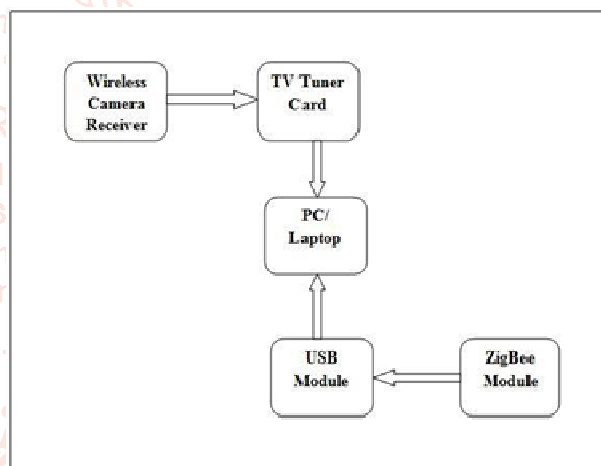 Wireless
Camera
Receiver
TV Tuner
Card
PC/
Laptop
USB
Module
ZigBee
Module